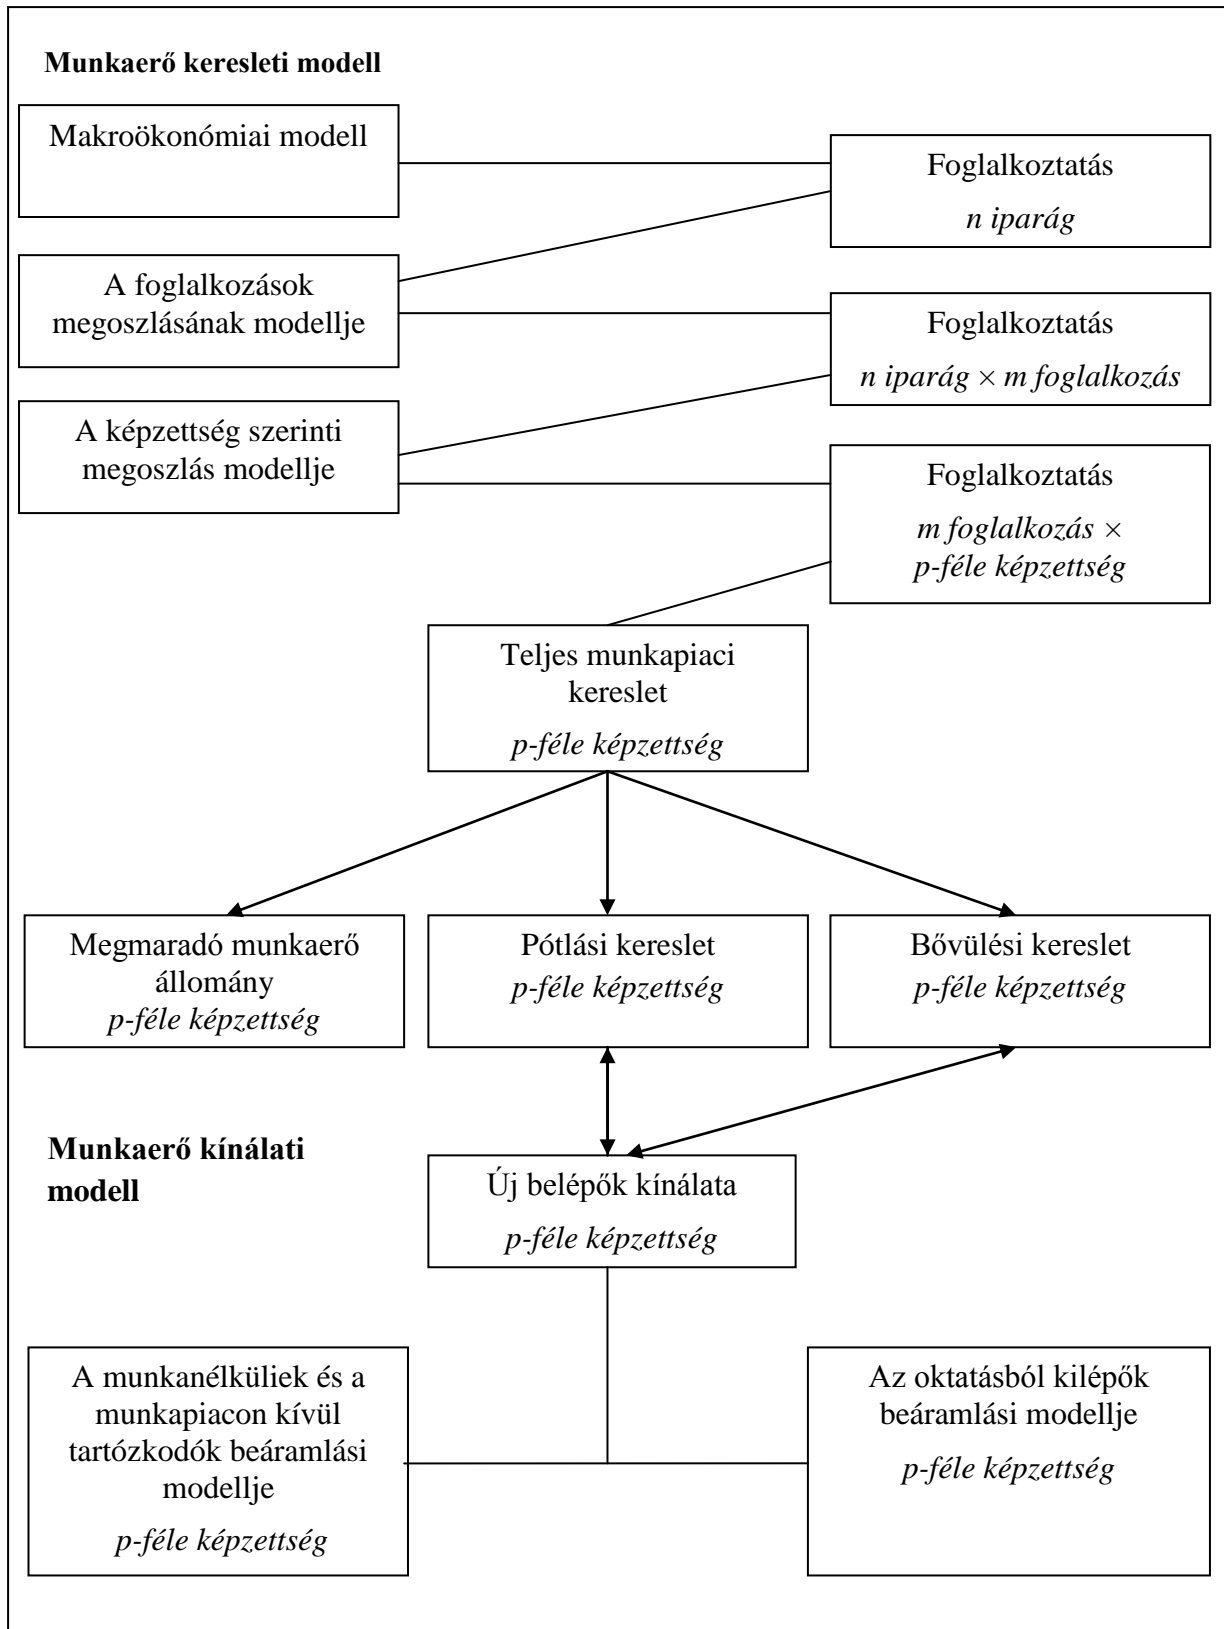 Munkaerő keresleti modell
Makroökonómiai modell
Foglalkoztatás
n iparág
A foglalkozások
megoszlásának modellje
Foglalkoztatás
n iparág × m foglalkozás
A képzettség szerinti
megoszlás modellje
Foglalkoztatás
m foglalkozás ×
p-féle képzettség
Teljes munkapiaci
kereslet
p-féle képzettség
Megmaradó munkaerő
állomány
p-féle képzettség
Pótlási kereslet
p-féle képzettség
Bővülési kereslet
p-féle képzettség
Munkaerő kínálati
modell
Új belépők kínálata
p-féle képzettség
A munkanélküliek és a
munkapiacon kívül
tartózkodók beáramlási
modellje
p-féle képzettség
Az oktatásból kilépők
beáramlási modellje
p-féle képzettség